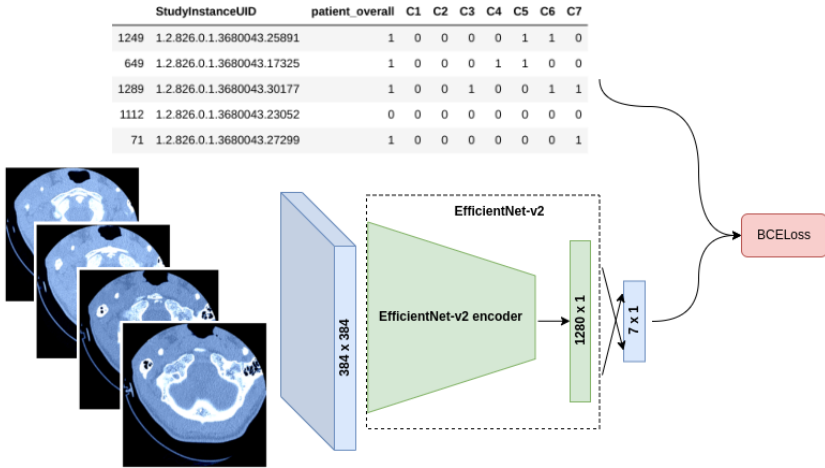 StudyInstanceUID patient_overall C1 C2 C3 C4 C5 C6 C7
1249 1.2.826.0.1.3680043.25891 1 0 0 0 0 1 1 0
649 1.2.826.0.1.3680043.17325 1 0 0 0 1 1 0 0
1289 1.2.826.0.1.3680043.30177 1 0 0 1 0 0 1 1
1112 1.2.826.0.1.3680043.23052 0 0 0 0 0 0 0 0
71 1.2.826.0.1.3680043.27299 1 0 0 0 0 0 0 1
EfficientNet-v2
BCELoss
384 x 384
EfficientNet-v2 encoder
1280 x 1
7 x 1